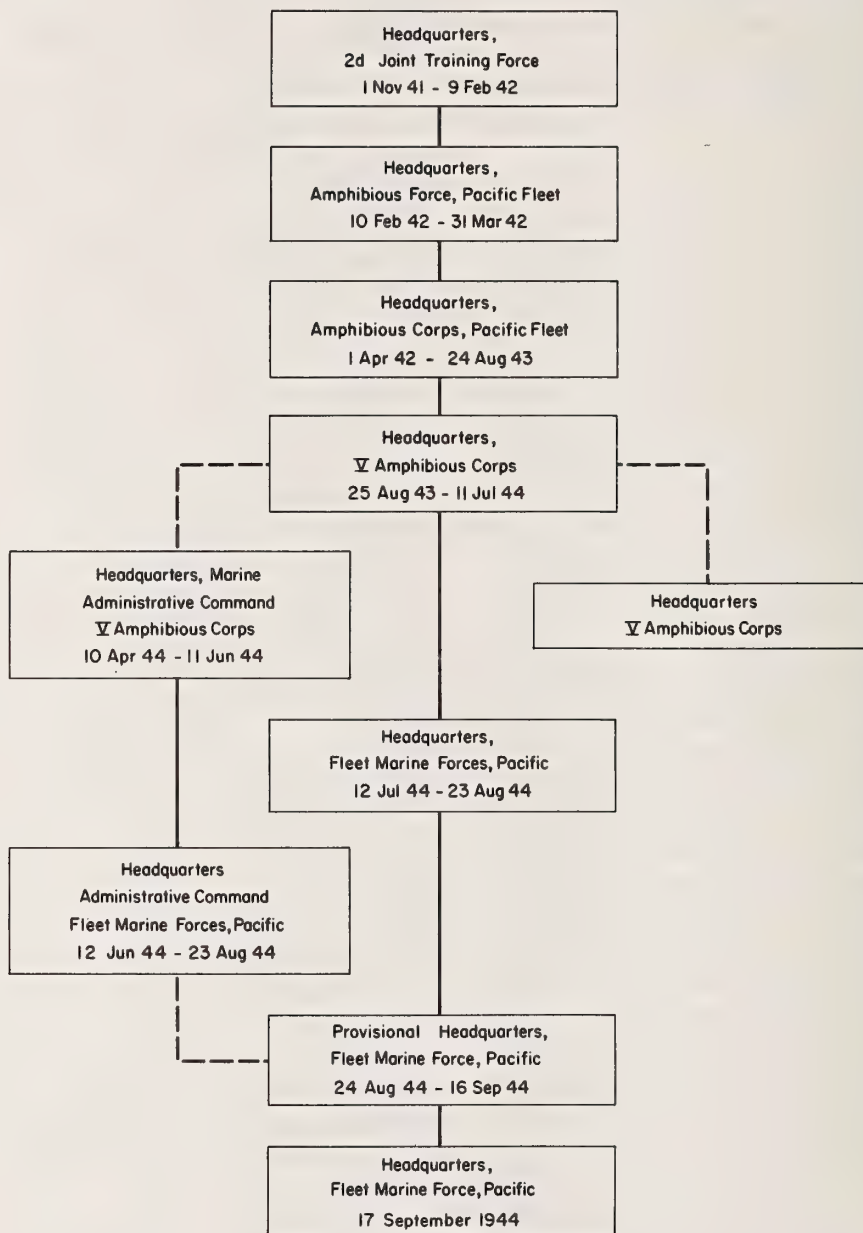 Headquarters,
2d Joint Training Force
1 Nov 41 - 9 Feb 42
Headquarters,
Amphibious Force, Pacific Fleet
10 Feb 42 - 31 Mar 42
Headquarters,
Amphibious Corps, Pacific Fleet
1 Apr 42 - 24 Aug 43
Headquarters,
V Amphibious Corps
25 Aug 43 - 11 Jul 44
Headquarters, Marine
Administrative Command
V Amphibious Corps
10 Apr 44 - 11 Jun 44
Headquarters
V Amphibious Corps
Headquarters,
Fleet Marine Forces, Pacific
12 Jul 44 - 23 Aug 44
Headquarters
Administrative Command
Fleet Marine Forces, Pacific
12 Jun 44 - 23 Aug 44
Provisional Headquarters,
Fleet Marine Force, Pacific
24 Aug 44 - 16 Sep 44
Headquarters,
Fleet Marine Force, Pacific
17 September 1944